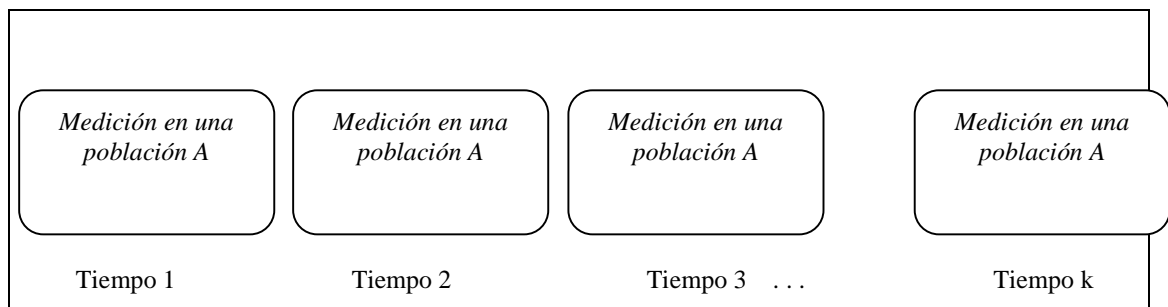 Medición en una
población A
Medición en una
población A
Medición en una
población A
Medición en una
población A
Tiempo 1
Tiempo 2
Tiempo 3 . . .
Tiempo k